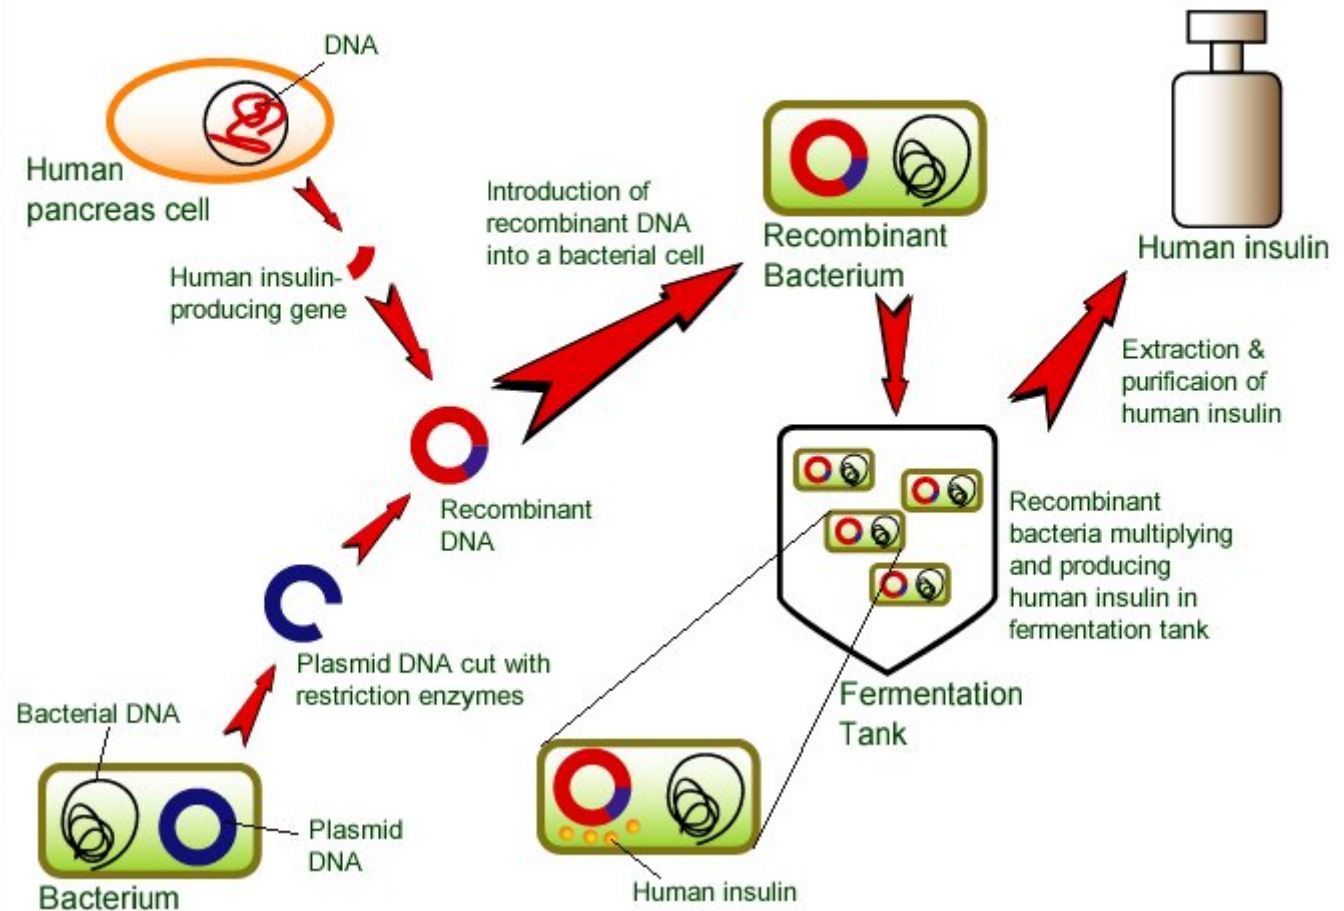 DNA
Human
pancreas cell
Human insulin-
producing gene
Introduction of
recombinant DNA
into a bacterial cell
Recombinant
Bacterium
Human insulin
Extraction &
purificaion of
human insulin
Recombinant
DNA
Recombinant
bacteria multiplying
and producing
human insulin in
fermentation tank
Plasmid DNA cut with
restriction enzymes
Fermentation
Tank
Bacterial DNA
Plasmid
DNA
Bacterium
Human insulin